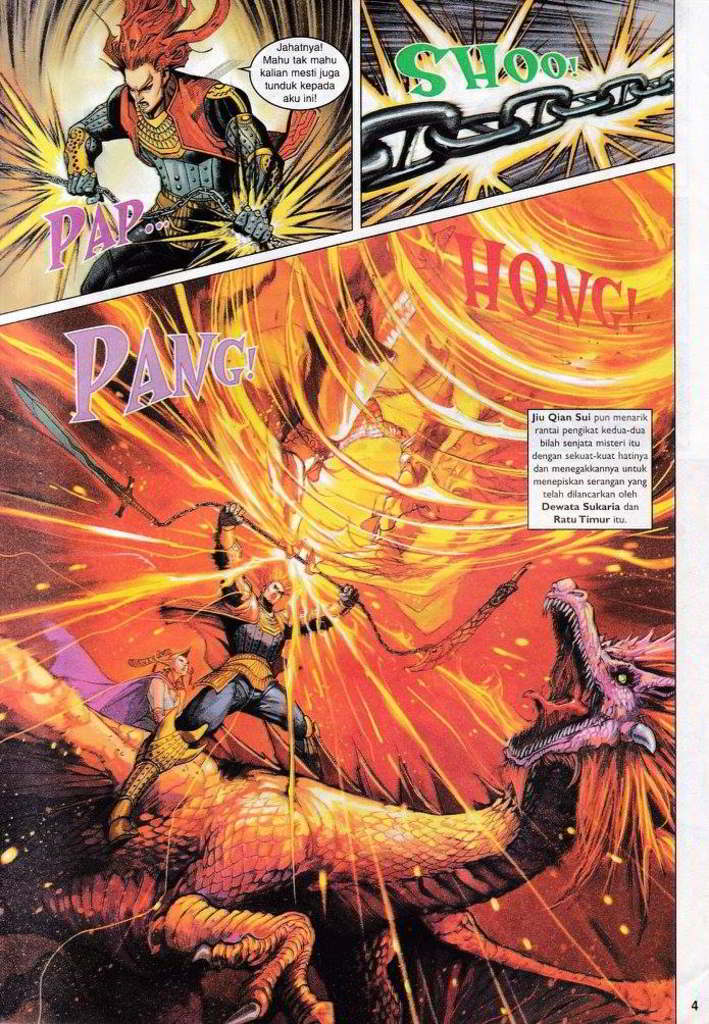 Jahatnya!
Mahu tak mahu
kalian mesti juga
tunduk kepada
aku ini!
PAP...
SHOO!
HONG!
PANG!
Jiu Qian Sui pun menarik
rantai pengikat kedua-dua
bilah senjata misteri itu
dengan sekuat-kuat hatinya
dan menegakkannya untuk
menepiskan serangan yang
telah dilancarkan oleh
Dewata Sukaria dan
Ratu Timur itu.
4